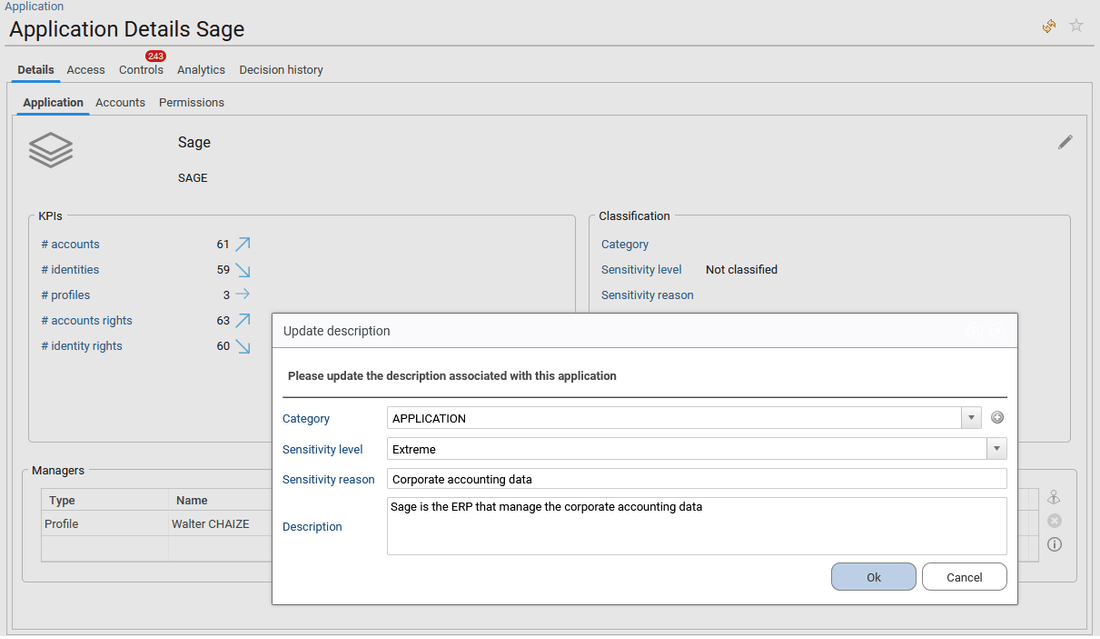 Application
Application Details Sage
243
Details Access Controls Analytics Decision history
Application Accounts Permissions
Sage
SAGE
KPIs
# accounts 61
# identities 59
# profiles 3
# accounts rights 63
# identity rights 60
Classification
Category
Sensitivity level Not classified
Sensitivity reason
Managers
Type Name
Profile Walter CHAIZE
Update description
Please update the description associated with this application
Category APPLICATION
Sensitivity level Extreme
Sensitivity reason Corporate accounting data
Description Sage is the ERP that manage the corporate accounting data
Ok Cancel